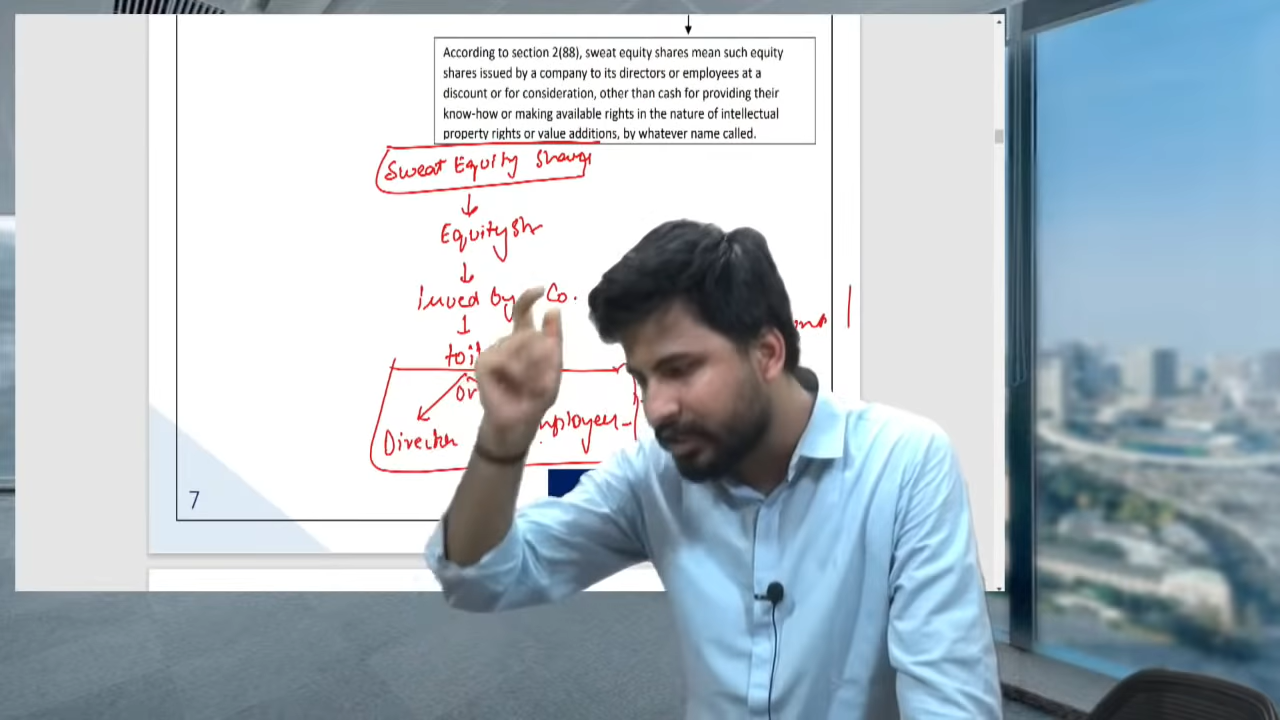 According to section 2(88), sweat equity shares mean such equity
shares issued by a company to its directors or employees at a
discount or for consideration, other than cash for providing their
know-how or making available rights in the nature of intellectual
property rights or value additions, by whatever name called.
Sweat Equity Shares
Equity Sh
issued by Co.
to it
or
Director
7